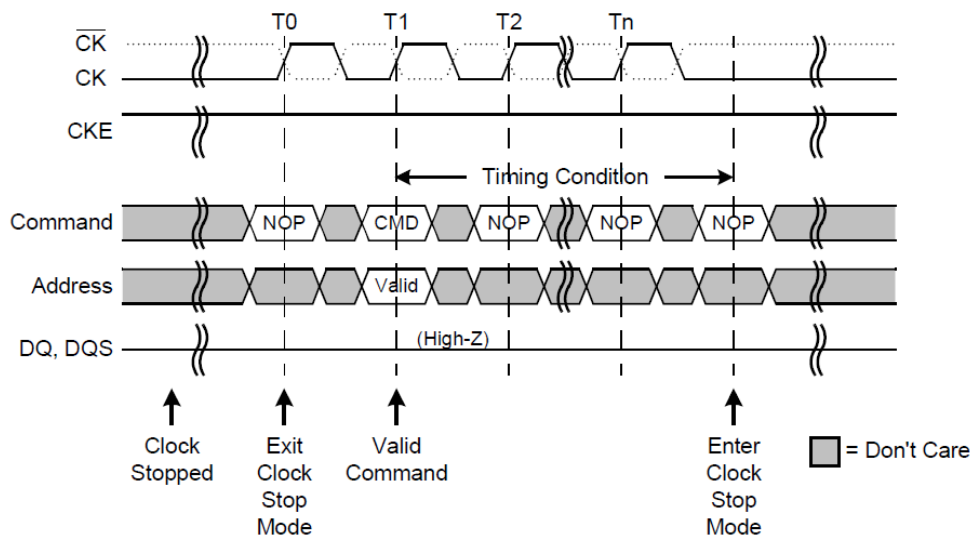 T0 T1 T2 Tn
CK
CK
CKE
Timing Condition
Command NOP CMD NOP NOP NOP
Address Valid
DQ, DQS (High-Z)
Clock
Stopped
Exit
Clock
Stop
Mode
Valid
Command
Enter
Clock
Stop
Mode
= Don't Care